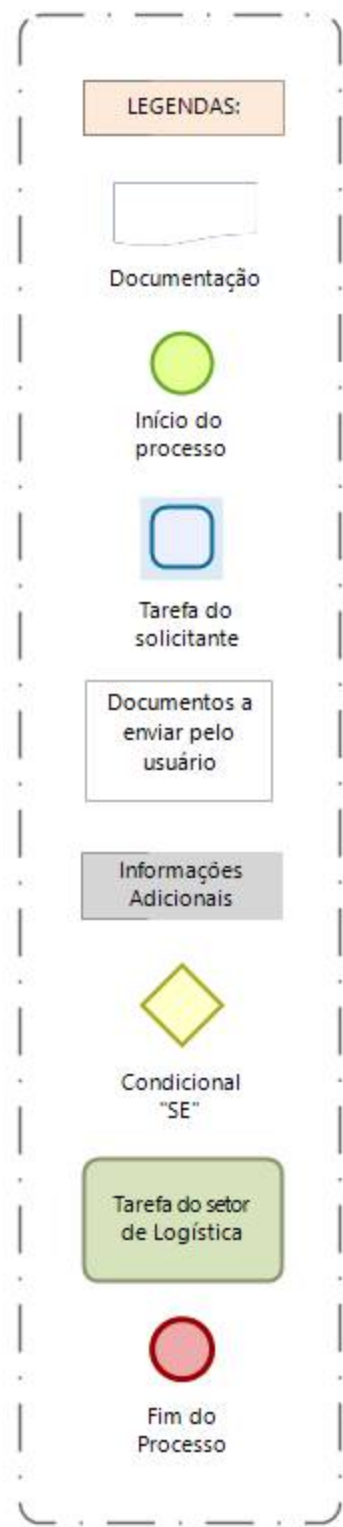 LEGENDAS:
Documentação
Início do
processo
Tarefa do
solicitante
Documentos a
enviar pelo
usuário
Informações
Adicionais
Condicional
"SE"
Tarefa do setor
de Logística
Fim do
Processo